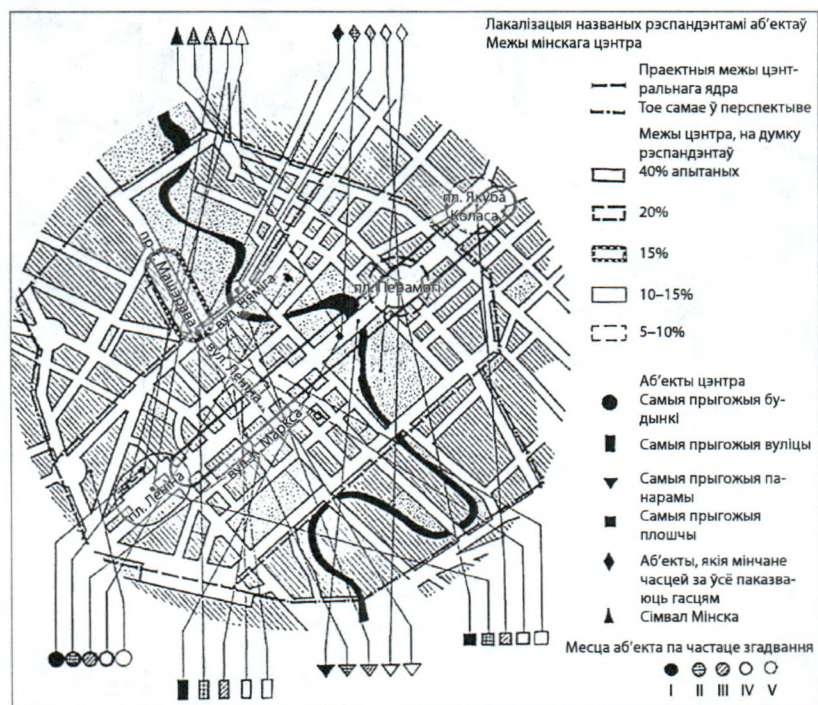 Лакалізацыя названых рэспандэнтамі аб'ектаў
Межы мінскага цэнтра
Праектныя межы цэнт-
ральнага ядра
Тое самае ў перспектыве
Межы цэнтра, на думку
рэспандэнтаў
40% апытаных
20%
15%
10–15%
5–10%
Аб'екты цэнтра
Самыя прыгожыя бу-
дынкі
Самыя прыгожыя вуліцы
Самыя прыгожыя па-
нарамы
Самыя прыгожыя
плошчы
Аб'екты, якія мінчане
часцей за ўсё паказва-
юць гасцям
Сімвал Мінска
Месца аб'екта па частаце згадвання
I II III IV V
пл. Якуба
Коласа
пл. Перамогі
пр. Машэрава
вул. Няміга
вул. Леніна
вул. К. Маркса
пл. Леніна